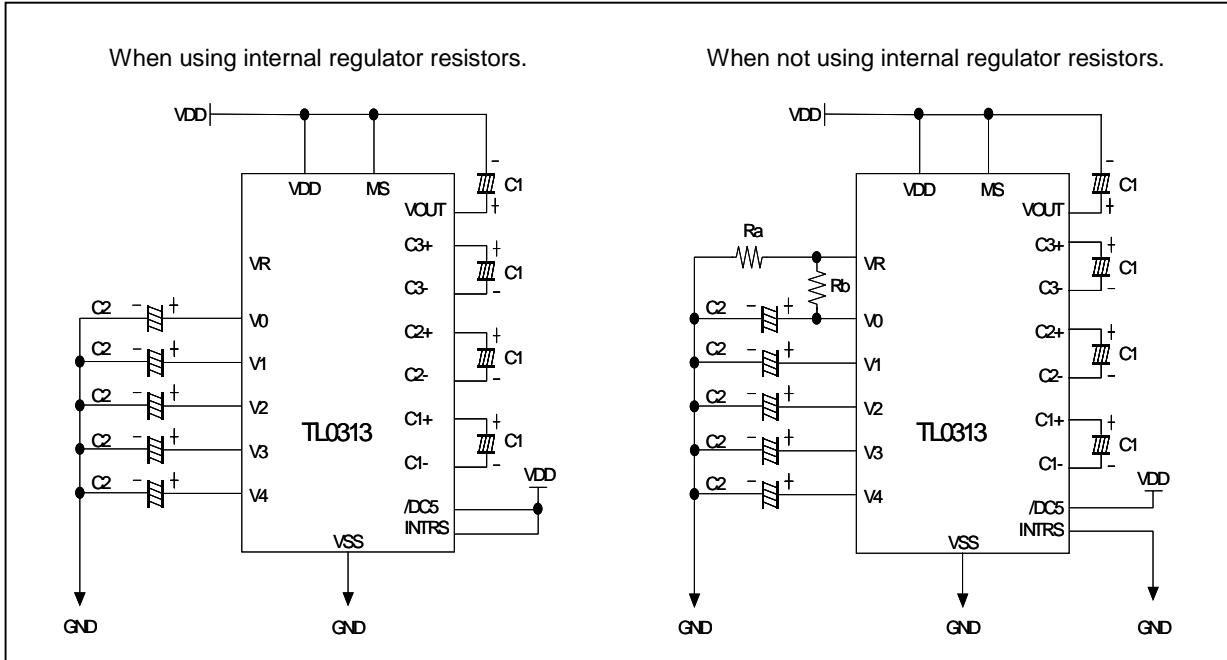 When using internal regulator resistors.
VDD
VDD MS
- 
C1
+
VOUT
C3+
+
C1
C3-
-
VR
C2 - +
V0
C2+
+
C1
C2 - +
V1
C2-
-
C2 - +
V2
C1+
+
TL0313
C1
C2 - +
V3
C1-
-
VDD
C2 - +
V4
/DC5
INTRS
VSS
GND
GND
When not using internal regulator resistors.
VDD
VDD MS
-
C1
+
VOUT
Ra
C3+
+
VR
C1
Rb
C3-
-
C2 - +
V0
C2+
+
C1
C2 - +
V1
C2-
-
C2 - +
V2
C1+
+
TL0313
C1
C2 - +
V3
C1-
-
VDD
C2 - +
V4
/DC5
INTRS
VSS
GND
GND
GND